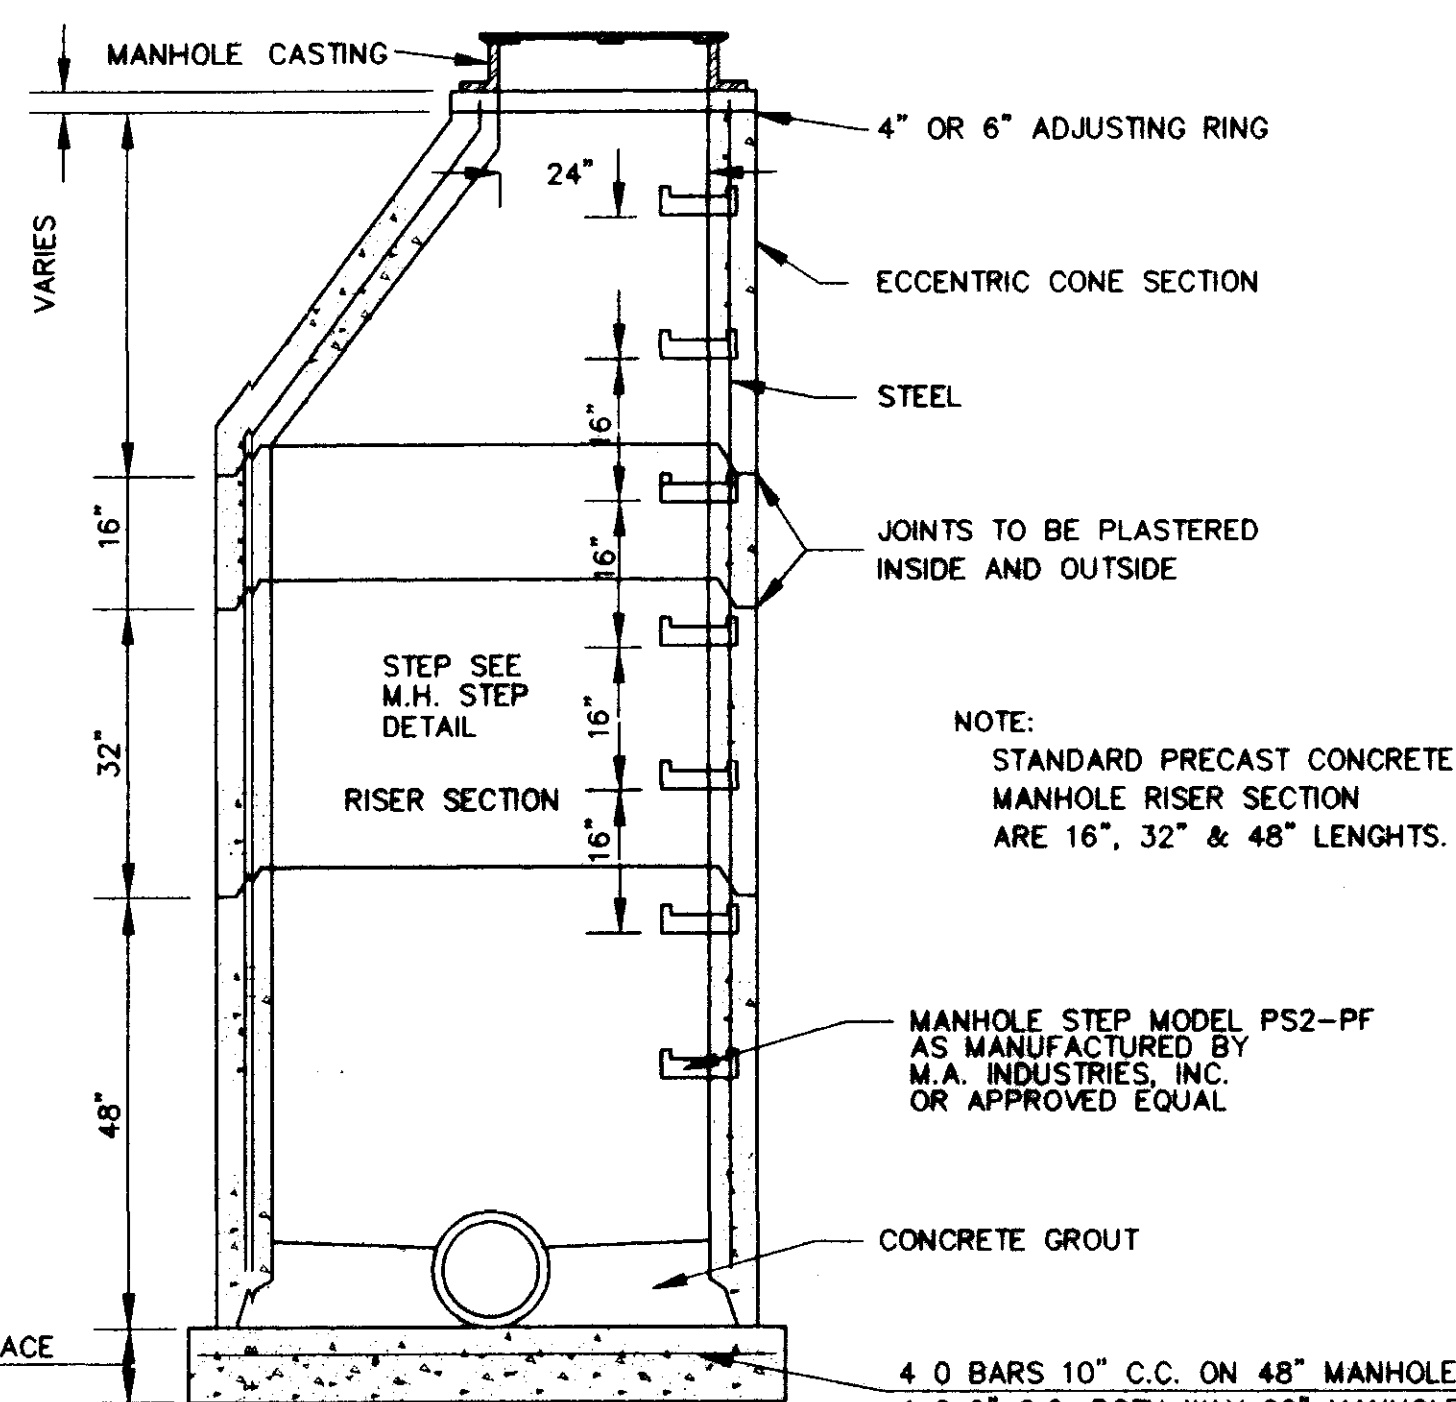 MANHOLE CASTING
4" OR 6" ADJUSTING RING
24"
VARIES
ECCENTRIC CONE SECTION
STEEL
16"
16"
JOINTS TO BE PLASTERED
INSIDE AND OUTSIDE
16"
STEP SEE
M.H. STEP
DETAIL
16"
32"
NOTE:
STANDARD PRECAST CONCRETE
MANHOLE RISER SECTION
ARE 16", 32" & 48" LENGHTS.
RISER SECTION
16"
MANHOLE STEP MODEL PS2-PF
AS MANUFACTURED BY
M.A. INDUSTRIES, INC.
OR APPROVED EQUAL
48"
CONCRETE GROUT
ACE
4 0 BARS 10" C.C. ON 48" MANHOLE